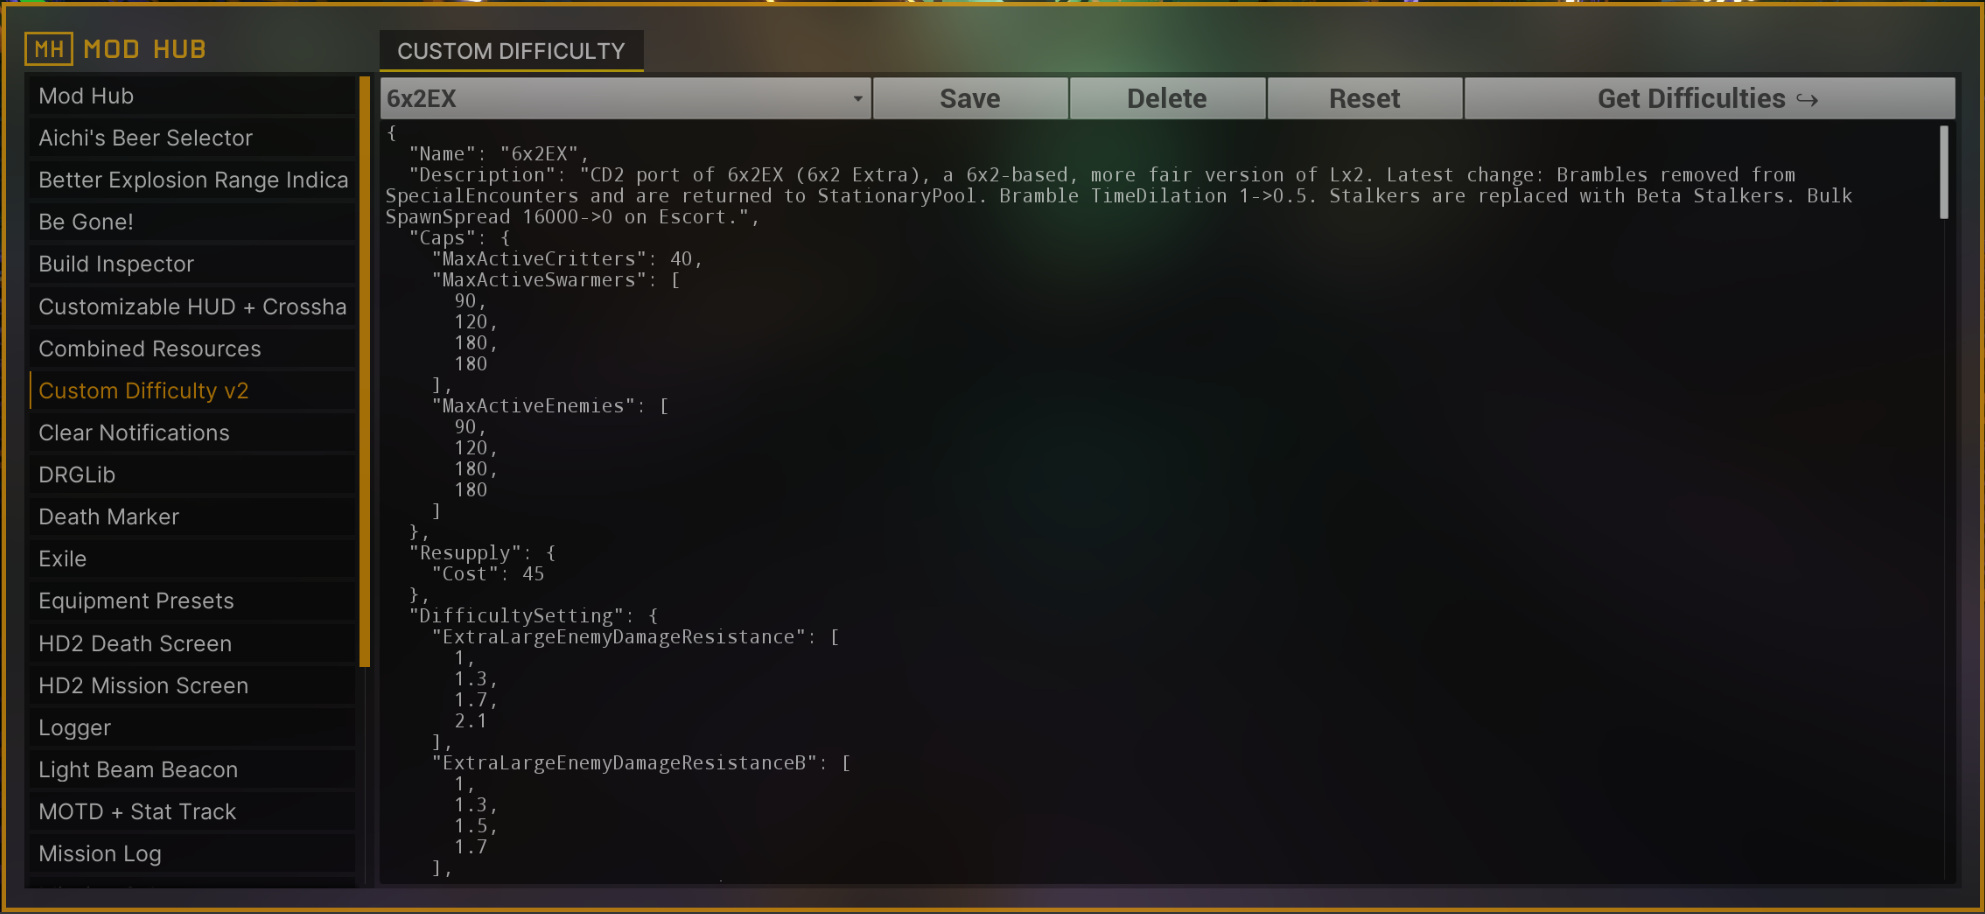 MH MOD HUB
CUSTOM DIFFICULTY
Mod Hub
Aichi's Beer Selector
Better Explosion Range Indica
Be Gone!
Build Inspector
Customizable HUD + Crossha
Combined Resources
Custom Difficulty v2
Clear Notifications
DRGLib
Death Marker
Exile
Equipment Presets
HD2 Death Screen
HD2 Mission Screen
Logger
Light Beam Beacon
MOTD + Stat Track
Mission Log
6x2EX
Save
Delete
Reset
Get Difficulties ↪
{
"Name": "6x2EX",
"Description": "CD2 port of 6x2EX (6x2 Extra), a 6x2-based, more fair version of Lx2. Latest change: Brambles removed from
SpecialEncounters and are returned to StationaryPool. Bramble TimeDilation 1->0.5. Stalkers are replaced with Beta Stalkers. Bulk
SpawnSpread 16000->0 on Escort.",
"Caps": {
"MaxActiveCritters": 40,
"MaxActiveSwarmers": [
90,
120,
180,
180
],
"MaxActiveEnemies": [
90,
120,
180,
180
]
},
"Resupply": {
"Cost": 45
},
"DifficultySetting": {
"ExtraLargeEnemyDamageResistance": [
1,
1.3,
1.7,
2.1
],
"ExtraLargeEnemyDamageResistanceB": [
1,
1.3,
1.5,
1.7
],